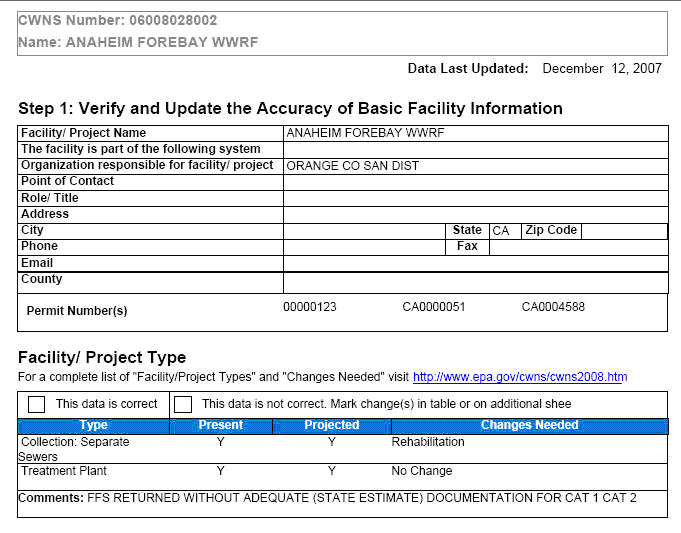 CWNS Number: 06008028002
Name: ANAHEIM FOREBAY WWRF
Data Last Updated: December 12, 2007
Step 1: Verify and Update the Accuracy of Basic Facility Information
Facility/ Project Name ANAHEIM FOREBAY WWRF
The facility is part of the following system
Organization responsible for facility/ project ORANGE CO SAN DIST
Point of Contact
Role/ Title
Address
City State CA Zip Code
Phone Fax
Email
County
Permit Number(s) 00000123 CA0000051 CA0004588
Facility/ Project Type
For a complete list of "Facility/Project Types" and "Changes Needed" visit http://www.epa.gov/cwns/cwns2008.htm
This data is correct This data is not correct. Mark change(s) in table or on additional shee
Type Present Projected Changes Needed
Collection: Separate Y Y Rehabilitation
Sewers
Treatment Plant Y Y No Change
Comments: FFS RETURNED WITHOUT ADEQUATE (STATE ESTIMATE) DOCUMENTATION FOR CAT 1 CAT 2